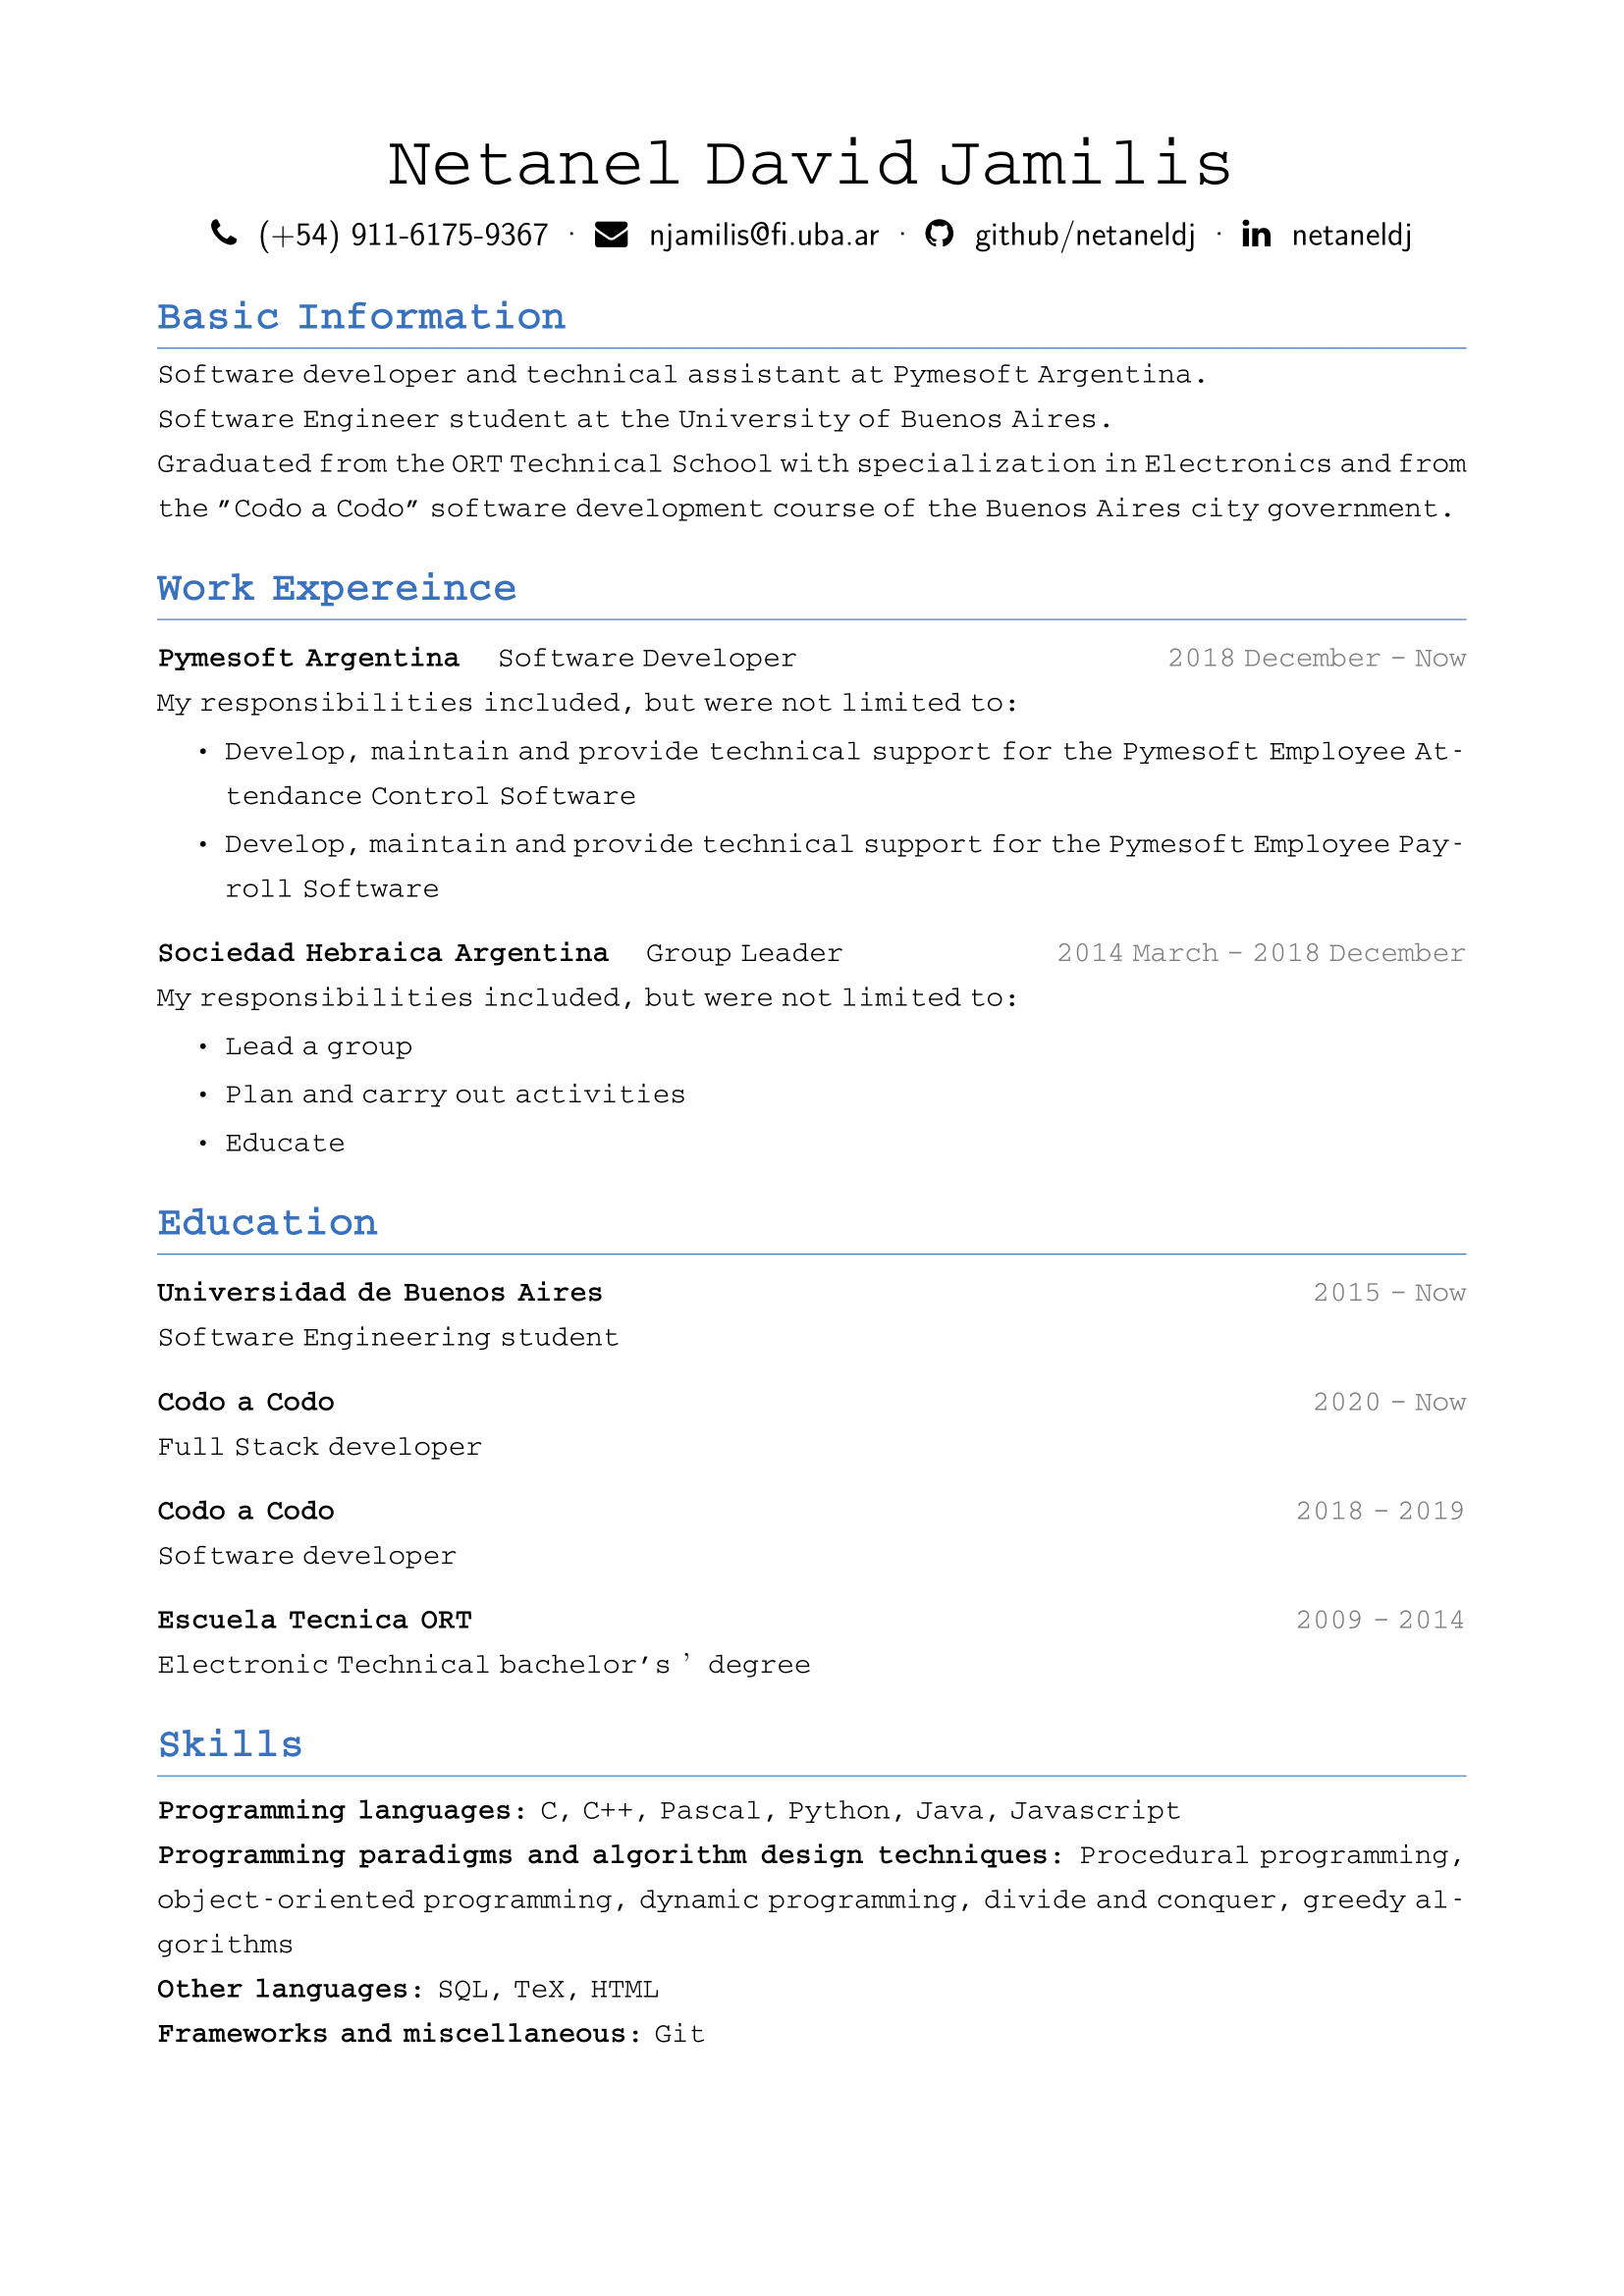 Netanel David Jamilis
(+54) 911-6175-9367 · njamilis@fi.uba.ar · github/netaneldj · netaneldj
Basic Information
Software developer and technical assistant at Pymesoft Argentina.
Software Engineer student at the University of Buenos Aires.
Graduated from the ORT Technical School with specialization in Electronics and from
the "Codo a Codo" software development course of the Buenos Aires city government.
Work Expereince
Pymesoft Argentina Software Developer 2018 December - Now
My responsibilities included, but were not limited to:
• Develop, maintain and provide technical support for the Pymesoft Employee At-
tendance Control Software
• Develop, maintain and provide technical support for the Pymesoft Employee Pay-
roll Software
Sociedad Hebraica Argentina Group Leader 2014 March - 2018 December
My responsibilities included, but were not limited to:
• Lead a group
• Plan and carry out activities
• Educate
Education
Universidad de Buenos Aires 2015 - Now
Software Engineering student
Codo a Codo 2020 - Now
Full Stack developer
Codo a Codo 2018 - 2019
Software developer
Escuela Tecnica ORT 2009 - 2014
Electronic Technical bachelor's ' degree
Skills
Programming languages: C, C++, Pascal, Python, Java, Javascript
Programming paradigms and algorithm design techniques: Procedural programming,
object-oriented programming, dynamic programming, divide and conquer, greedy al-
gorithms
Other languages: SQL, TeX, HTML
Frameworks and miscellaneous: Git